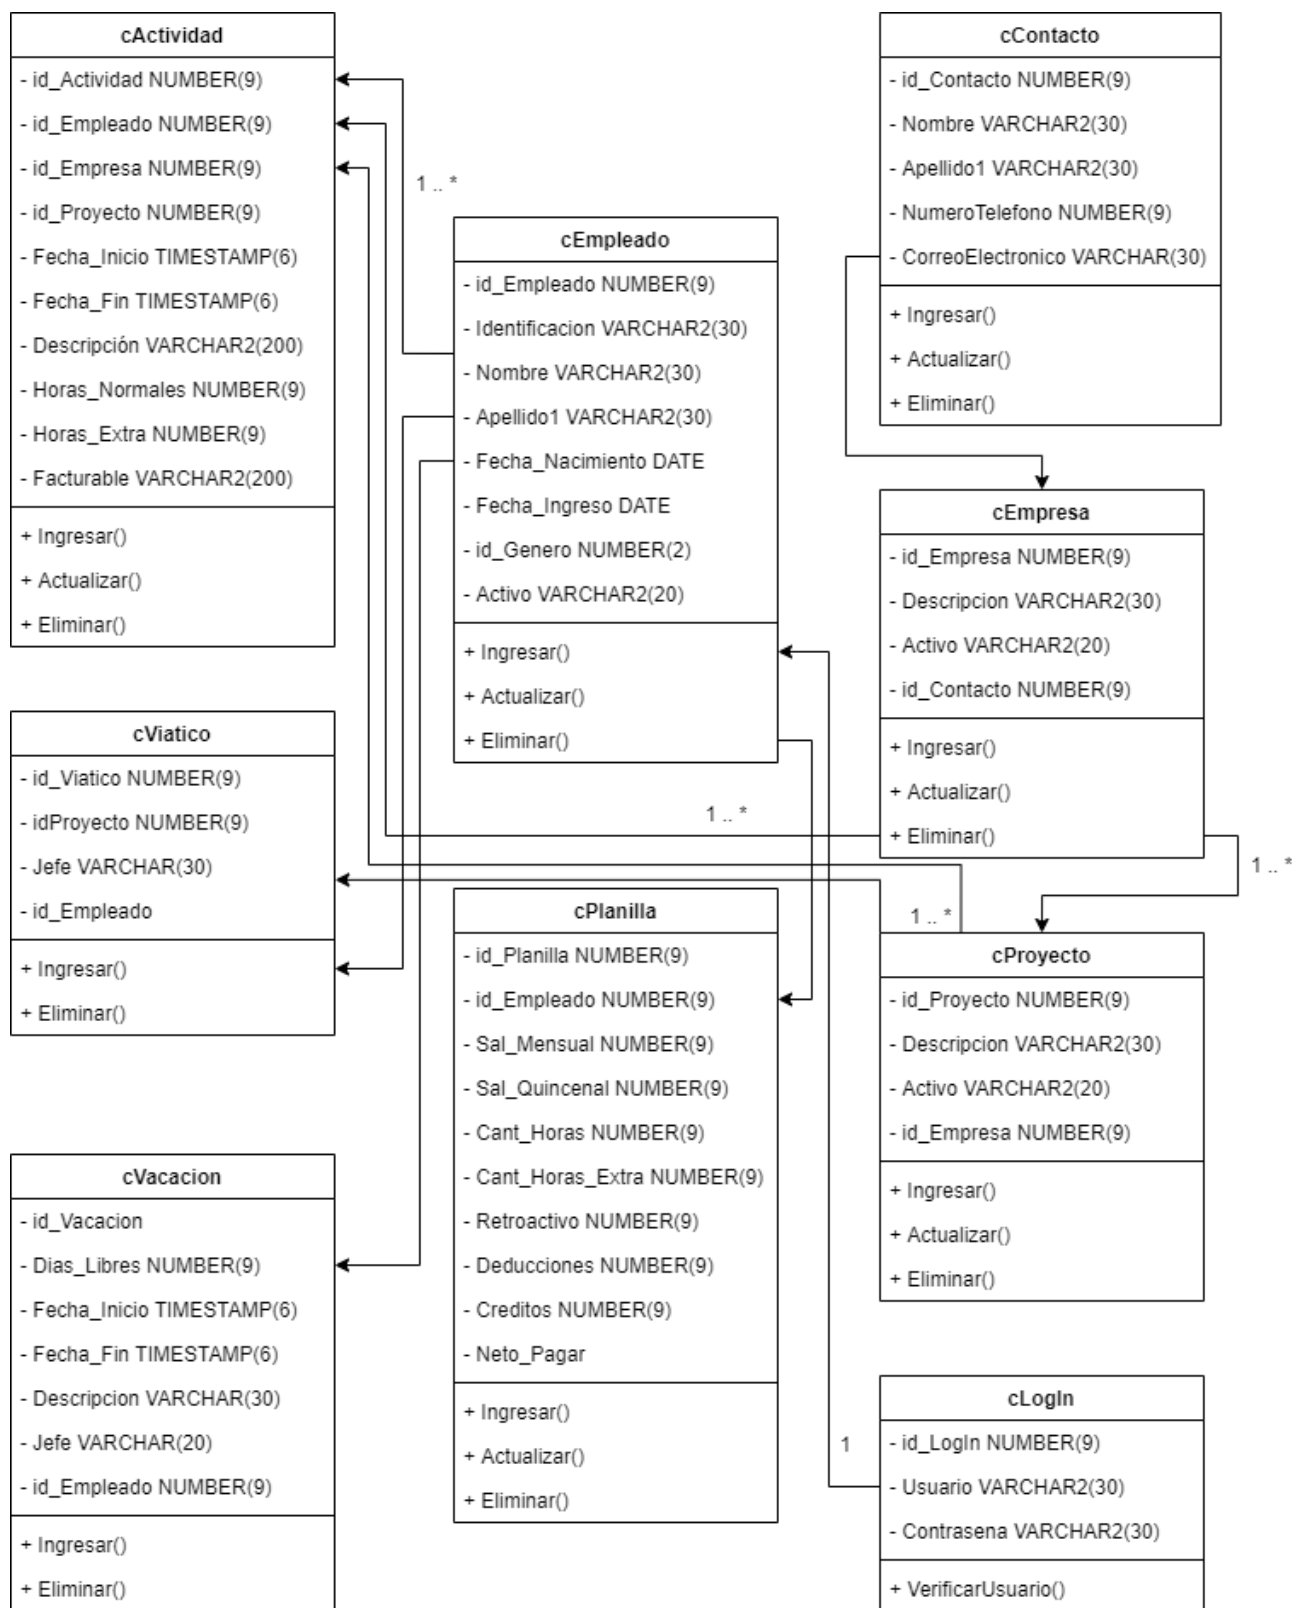 cActividad
- id_Actividad NUMBER(9)
- id_Empleado NUMBER(9)
- id_Empresa NUMBER(9)
- id_Proyecto NUMBER(9)
- Fecha_Inicio TIMESTAMP(6)
- Fecha_Fin TIMESTAMP(6)
- Descripción VARCHAR2(200)
- Horas_Normales NUMBER(9)
- Horas_Extra NUMBER(9)
- Facturable VARCHAR2(200)
+ Ingresar()
+ Actualizar()
+ Eliminar()
cViatico
- id_Viatico NUMBER(9)
- idProyecto NUMBER(9)
- Jefe VARCHAR(30)
- id_Empleado
+ Ingresar()
+ Eliminar()
cVacacion
- id_Vacacion
- Dias_Libres NUMBER(9)
- Fecha_Inicio TIMESTAMP(6)
- Fecha_Fin TIMESTAMP(6)
- Descripcion VARCHAR(30)
- Jefe VARCHAR(20)
- id_Empleado NUMBER(9)
+ Ingresar()
+ Eliminar()
1 .. *
cEmpleado
- id_Empleado NUMBER(9)
- Identificacion VARCHAR2(30)
- Nombre VARCHAR2(30)
- Apellido1 VARCHAR2(30)
- Fecha_Nacimiento DATE
- Fecha_Ingreso DATE
- id_Genero NUMBER(2)
- Activo VARCHAR2(20)
+ Ingresar()
+ Actualizar()
+ Eliminar()
1 .. *
cPlanilla
- id_Planilla NUMBER(9)
- id_Empleado NUMBER(9)
- Sal_Mensual NUMBER(9)
- Sal_Quincenal NUMBER(9)
- Cant_Horas NUMBER(9)
- Cant_Horas_Extra NUMBER(9)
- Retroactivo NUMBER(9)
- Deducciones NUMBER(9)
- Creditos NUMBER(9)
- Neto_Pagar
+ Ingresar()
+ Actualizar()
+ Eliminar()
cContacto
- id_Contacto NUMBER(9)
- Nombre VARCHAR2(30)
- Apellido1 VARCHAR2(30)
- NumeroTelefono NUMBER(9)
- CorreoElectronico VARCHAR(30)
+ Ingresar()
+ Actualizar()
+ Eliminar()
cEmpresa
- id_Empresa NUMBER(9)
- Descripcion VARCHAR2(30)
- Activo VARCHAR2(20)
- id_Contacto NUMBER(9)
+ Ingresar()
+ Actualizar()
+ Eliminar()
1 .. *
1 .. *
cProyecto
- id_Proyecto NUMBER(9)
- Descripcion VARCHAR2(30)
- Activo VARCHAR2(20)
- id_Empresa NUMBER(9)
+ Ingresar()
+ Actualizar()
+ Eliminar()
1
cLogIn
- id_LogIn NUMBER(9)
- Usuario VARCHAR2(30)
- Contrasena VARCHAR2(30)
+ VerificarUsuario()